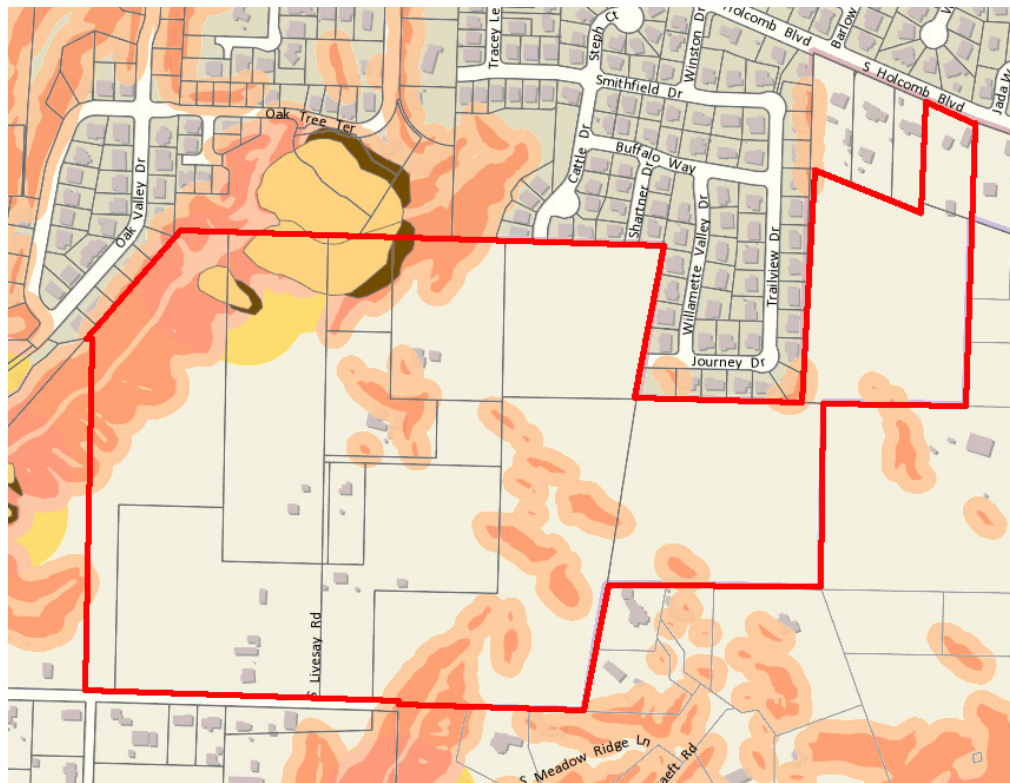 Tracey Le
Steph Ct
Winston Dr
Holcomb Blvd
Barlow
S Holcomb Blvd
Jada W
Smithfield Dr
Oak Tree Ter
Oak Valley Dr
Cattle Dr
Buffalo Way
Shartner Dr
Willamette Valley Dr
Trailview Dr
Journey Dr
S Livesay Rd
S Meadow Ridge Ln
aeft Rd